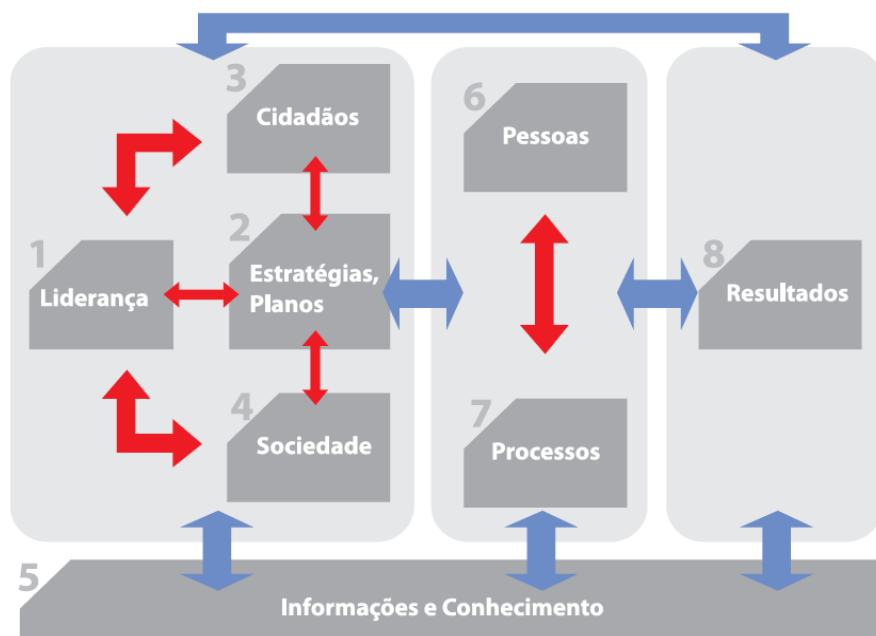 3
Cidadãos
6
Pessoas
1
Liderança
2
Estratégias,
Planos
8
Resultados
4
Sociedade
7
Processos
5
Informações e Conhecimento